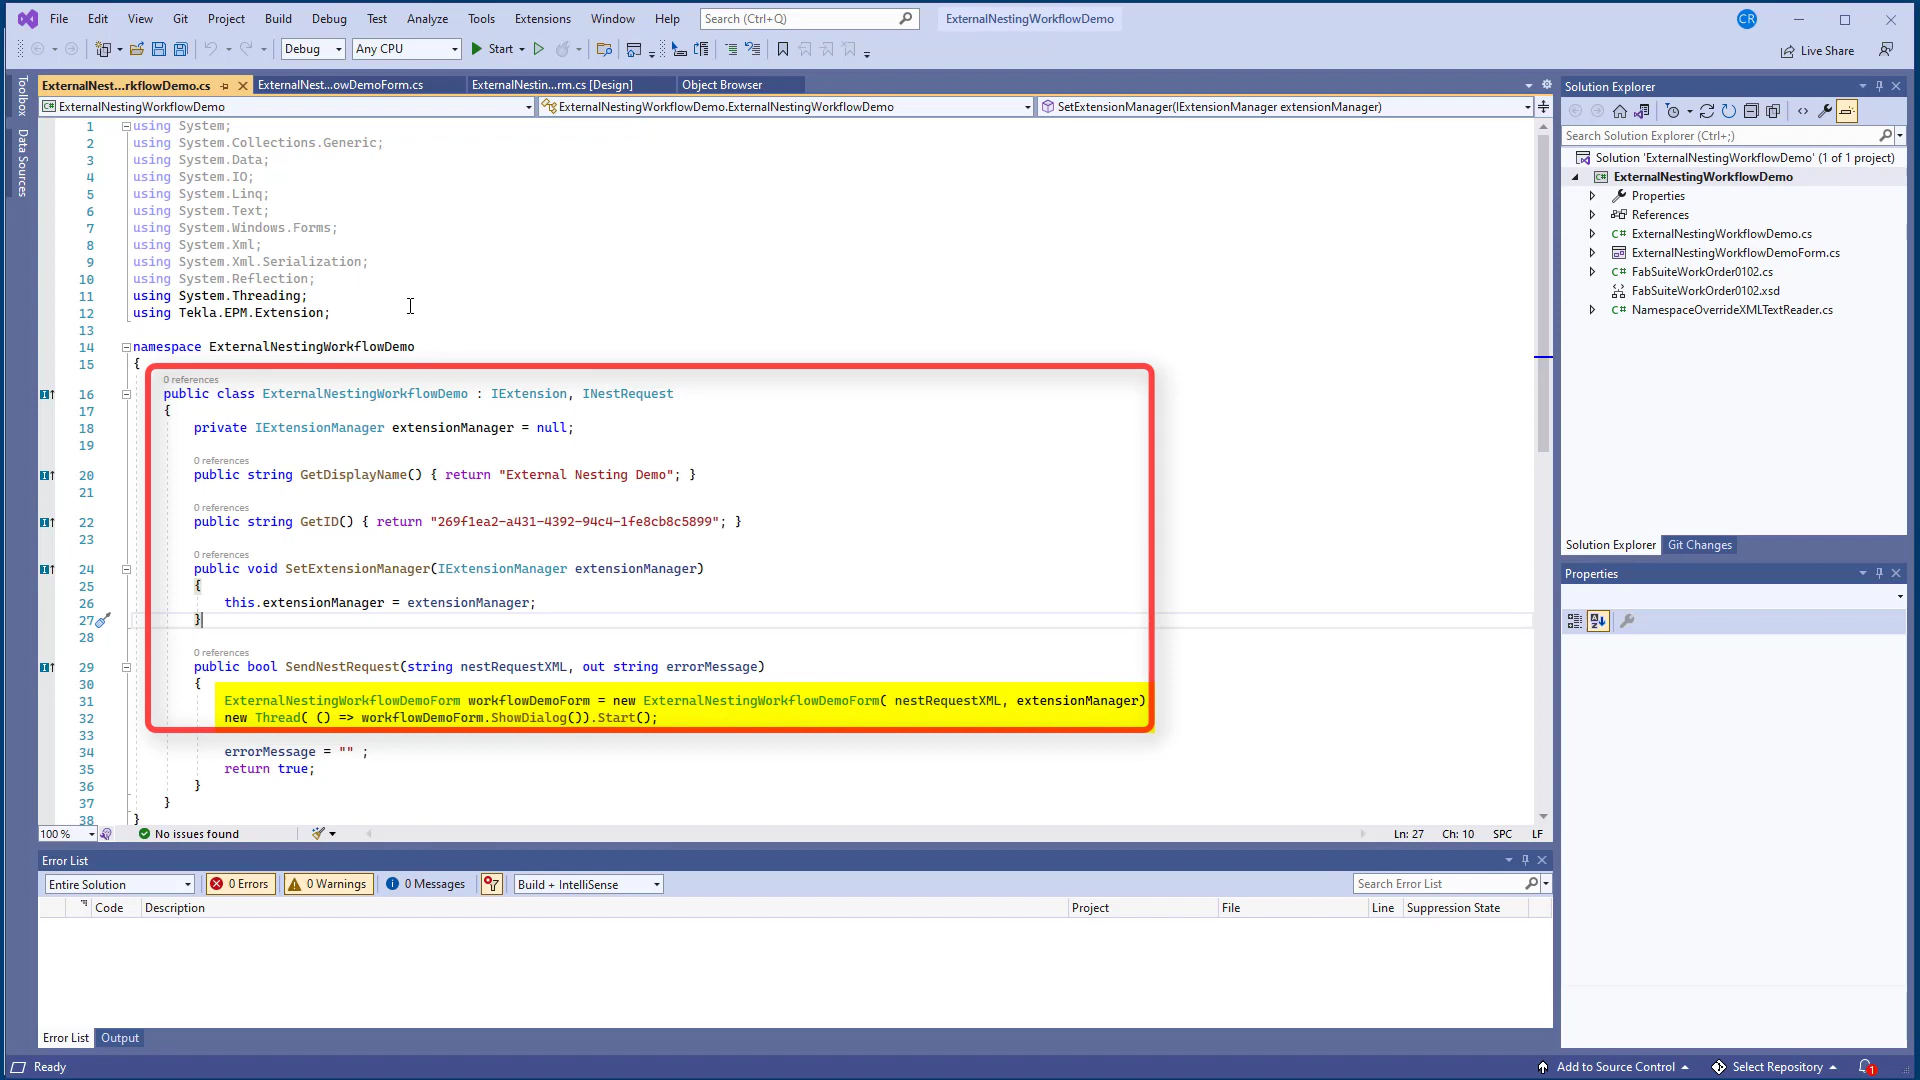 File Edit View Git Project Build Debug Test Analyze Tools Extensions Window Help Search (Ctrl+Q) ExternalNestingWorkflowDemo CR
Debug Any CPU Start Live Share
ExternalNest...rkflowDemo.cs ExternalNest...owDemoForm.cs ExternalNestin...rm.cs [Design] Object Browser
ExternalNestingWorkflowDemo ExternalNestingWorkflowDemo.ExternalNestingWorkflowDemo SetExtensionManager(IExtensionManager extensionManager)
Toolbox
Data Sources
1 using System;
2 using System.Collections.Generic;
3 using System.Data;
4 using System.IO;
5 using System.Linq;
6 using System.Text;
7 using System.Windows.Forms;
8 using System.Xml;
9 using System.Xml.Serialization;
10 using System.Reflection;
11 using System.Threading;
12 using Tekla.EPM.Extension;
13
14 namespace ExternalNestingWorkflowDemo
15 {
0 references
16 public class ExternalNestingWorkflowDemo : IExtension, INestRequest
17 {
18 private IExtensionManager extensionManager = null;
19
0 references
20 public string GetDisplayName() { return "External Nesting Demo"; }
21
0 references
22 public string GetID() { return "269f1ea2-a431-4392-94c4-1fe8cb8c5899"; }
23
0 references
24 public void SetExtensionManager(IExtensionManager extensionManager)
25 {
26 this.extensionManager = extensionManager;
27 }
28
0 references
29 public bool SendNestRequest(string nestRequestXML, out string errorMessage)
30 {
31 ExternalNestingWorkflowDemoForm workflowDemoForm = new ExternalNestingWorkflowDemoForm( nestRequestXML, extensionManager)
32 new Thread( () => workflowDemoForm.ShowDialog()).Start();
33
34 errorMessage = "" ;
35 return true;
36 }
37 }
38 }
100 % No issues found Ln: 27 Ch: 10 SPC LF
Error List
Entire Solution 0 Errors 0 Warnings 0 Messages Build + IntelliSense Search Error List
Code Description Project File Line Suppression State
Error List Output
Solution Explorer
Search Solution Explorer (Ctrl+;)
Solution 'ExternalNestingWorkflowDemo' (1 of 1 project)
C# ExternalNestingWorkflowDemo
Properties
References
C# ExternalNestingWorkflowDemo.cs
ExternalNestingWorkflowDemoForm.cs
C# FabSuiteWorkOrder0102.cs
FabSuiteWorkOrder0102.xsd
C# NamespaceOverrideXMLTextReader.cs
Solution Explorer Git Changes
Properties
Ready Add to Source Control Select Repository 1